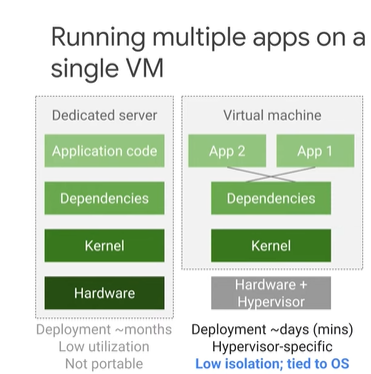 Running multiple apps on a
single VM
Dedicated server
Application code
Dependencies
Kernel
Hardware
Deployment ~months
Low utilization
Not portable
Virtual machine
App 2
App 1
Dependencies
Kernel
Hardware +
Hypervisor
Deployment ~days (mins)
Hypervisor-specific
Low isolation; tied to OS